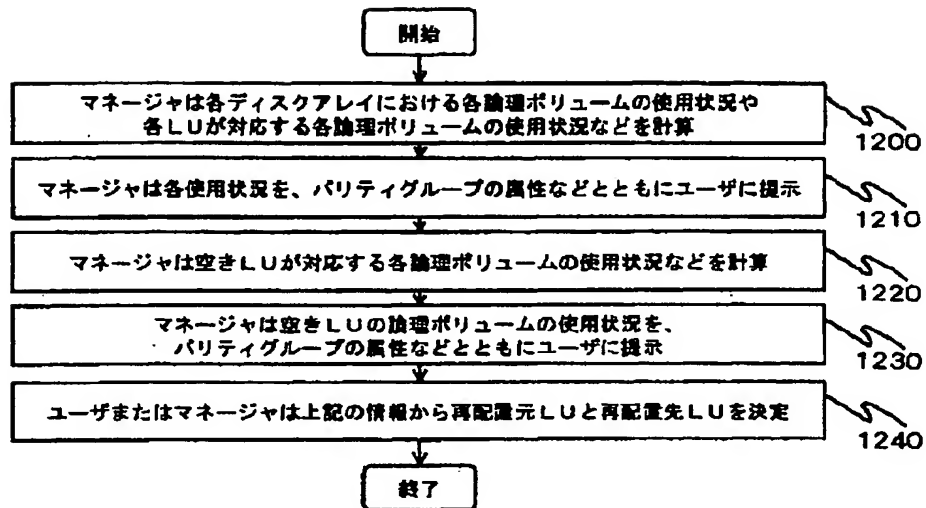 開始
マネージャは各ディスクアレイにおける各論理ボリュームの使用状況や
各LUが対応する各論理ボリュームの使用状況などを計算
1200
マネージャは各使用状況を、パリティグループの属性などとともにユーザに提示
1210
マネージャは空きLUが対応する各論理ボリュームの使用状況などを計算
1220
マネージャは空きLUの論理ボリュームの使用状況を、
パリティグループの属性などとともにユーザに提示
1230
ユーザまたはマネージャは上記の情報から再配置元LUと再配置先LUを決定
1240
終了